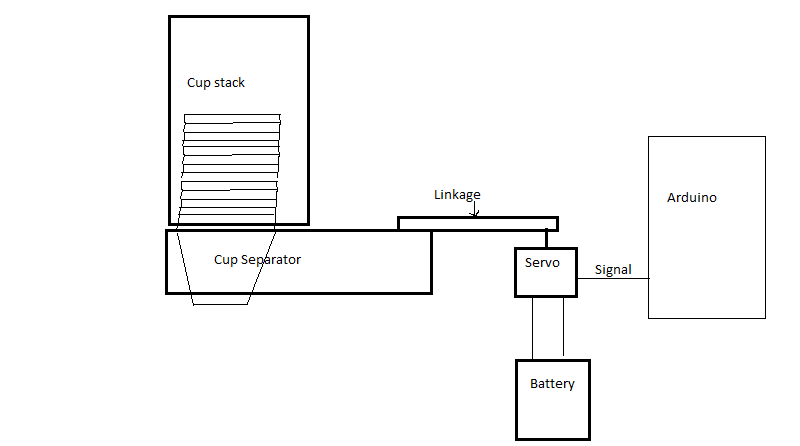 Cup stack
Linkage
Arduino
Cup Separator
Servo
Signal
Battery